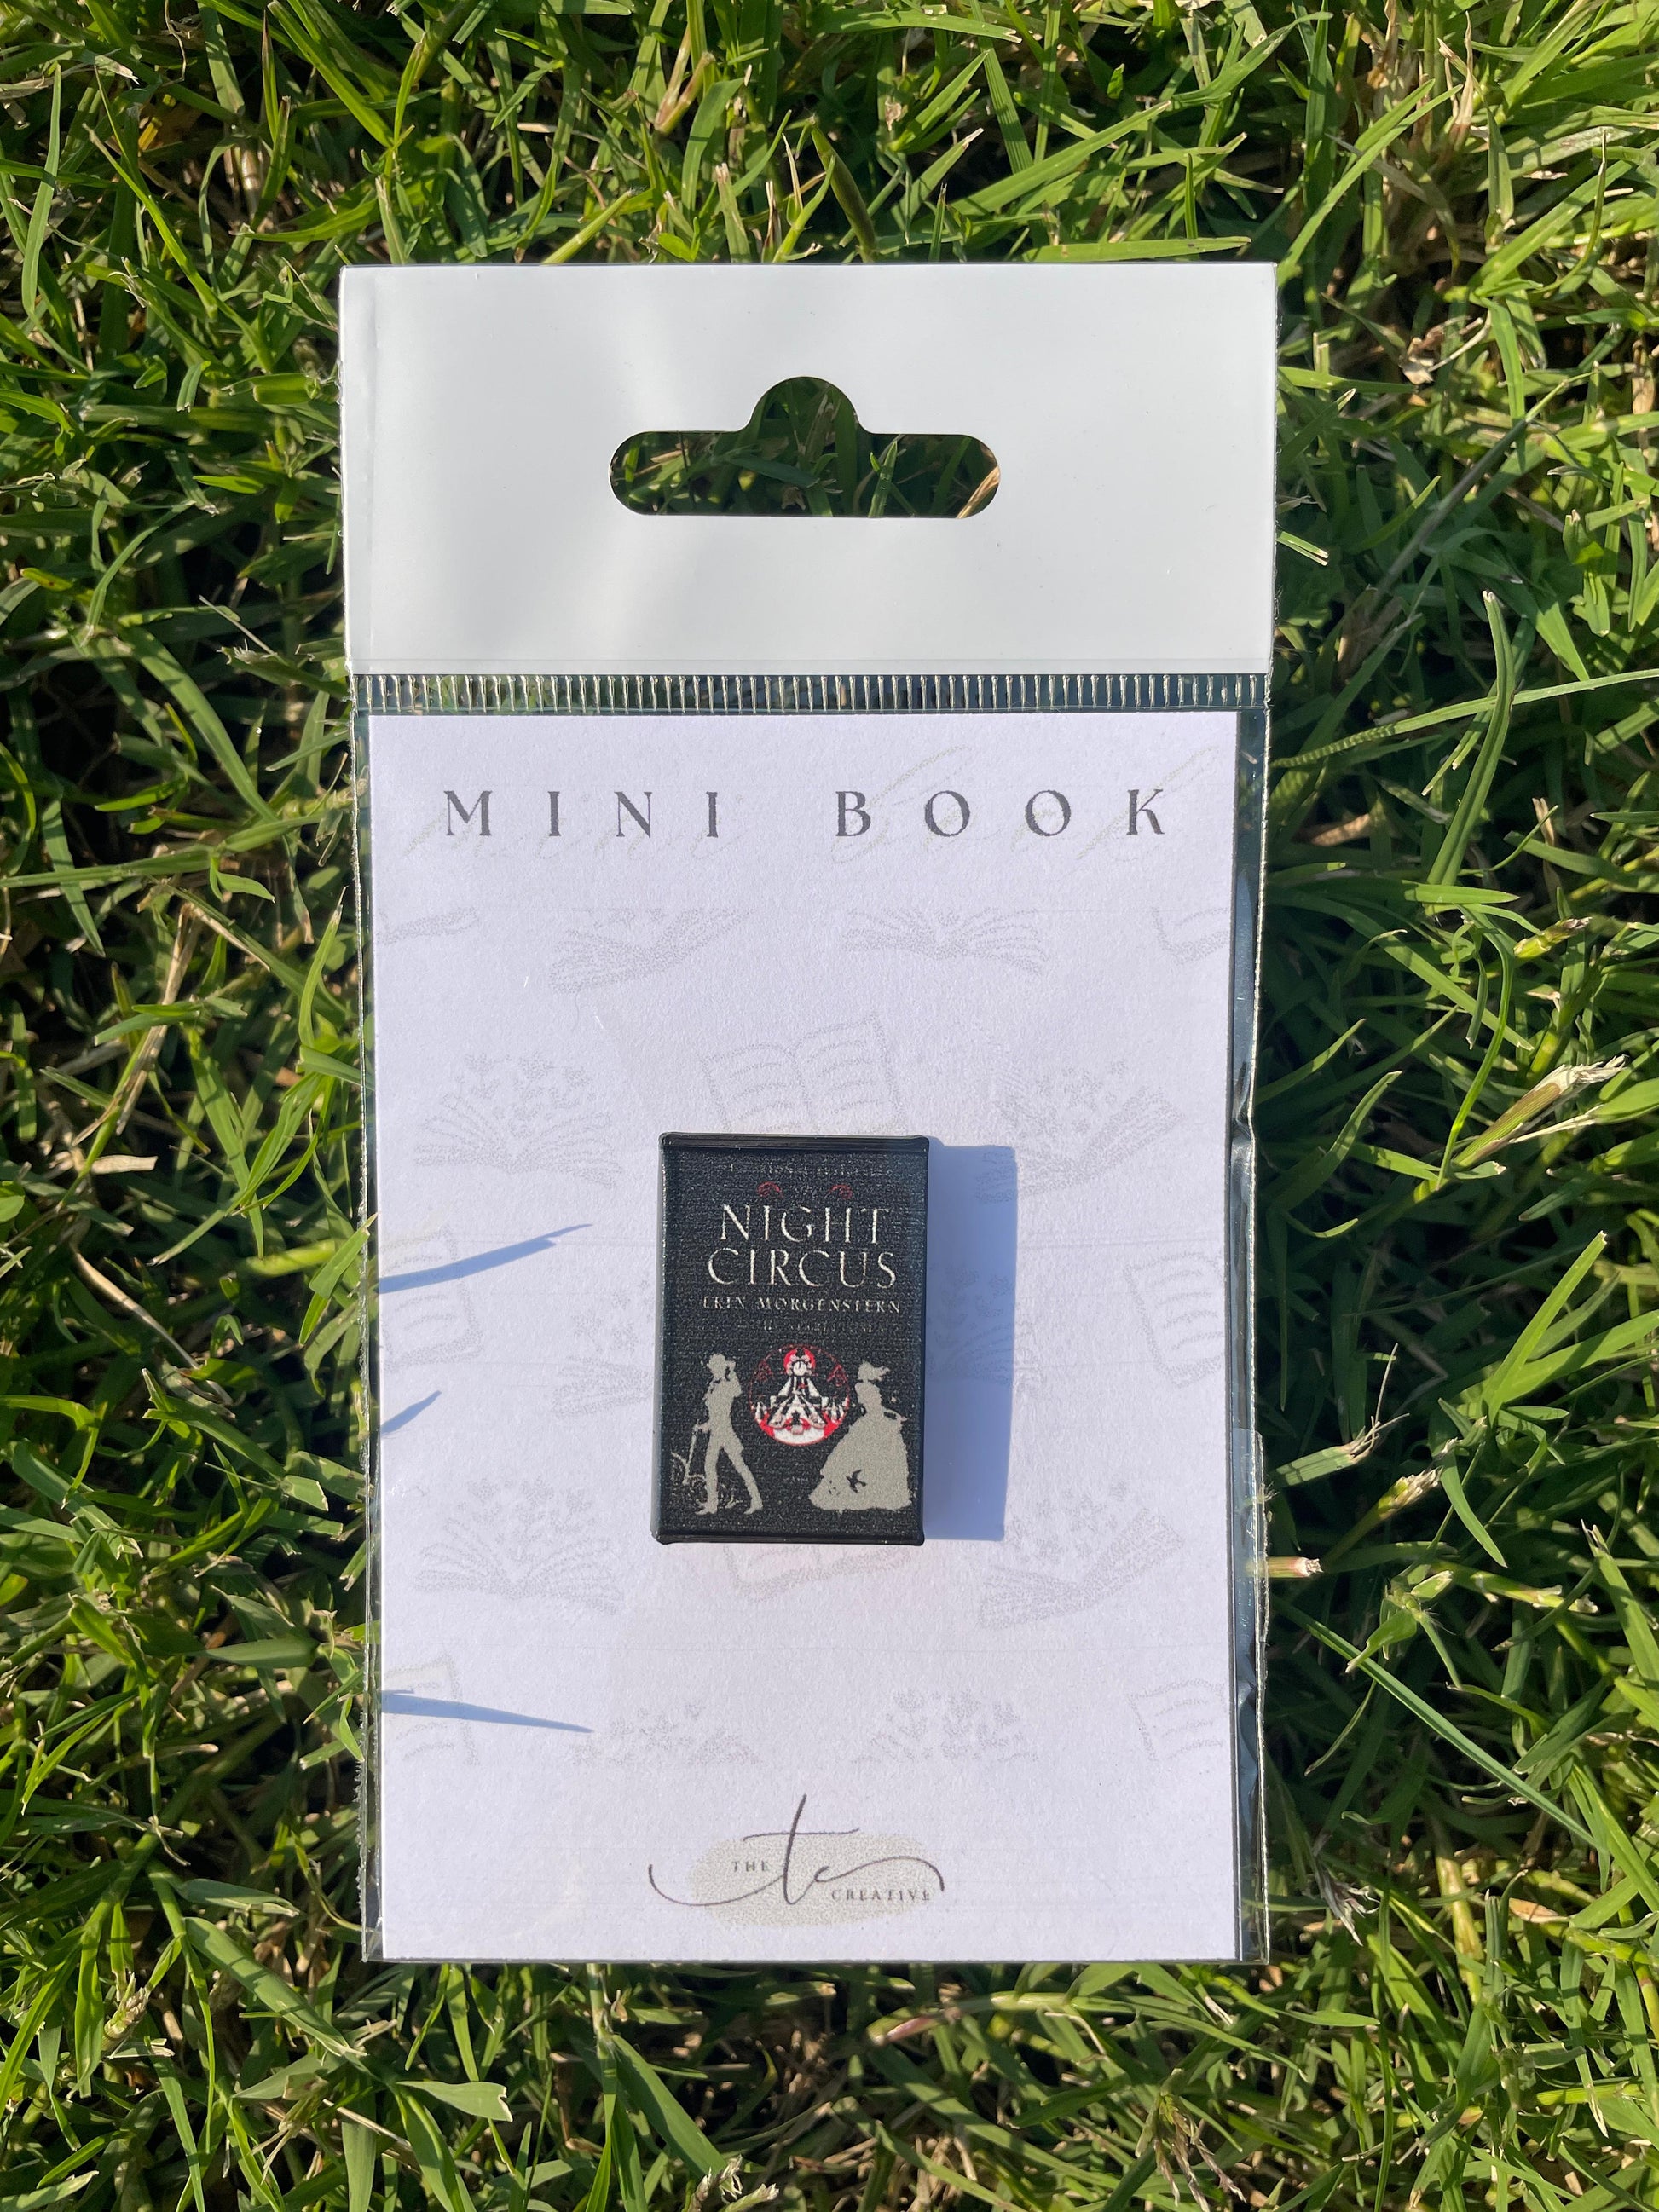 MINI BOOK
NIGHT
CIRCUS
ERIN MORGENSTERN
THE tc CREATIVE